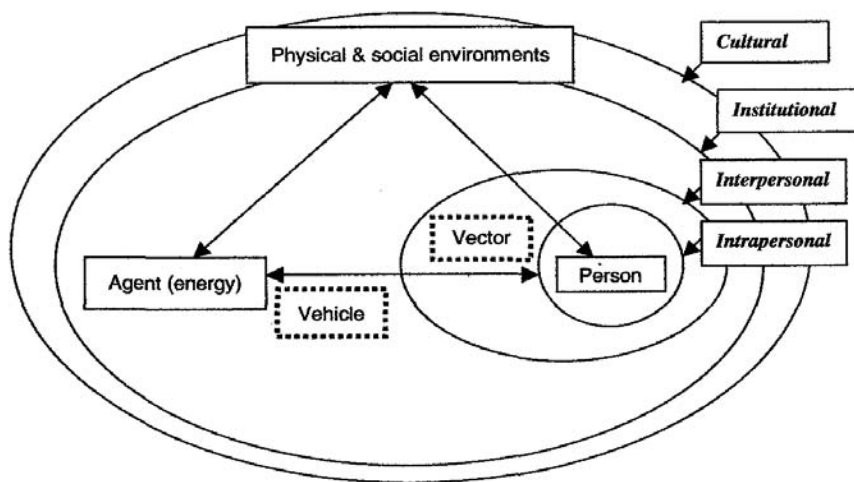 Physical & social environments
Cultural
Institutional
Interpersonal
Intrapersonal
Vector
Agent (energy)
Person
Vehicle